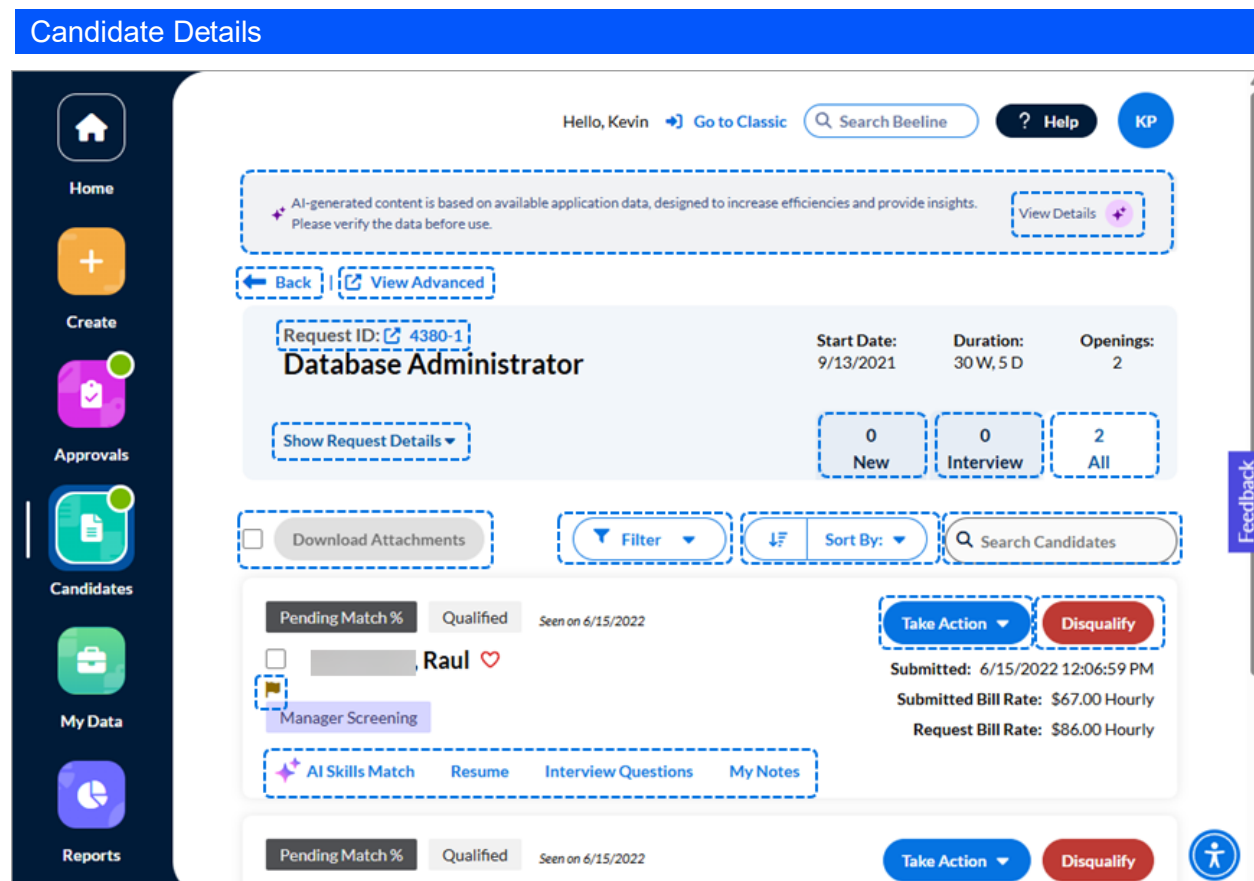 Candidate Details
Hello, Kevin Go to Classic Search Beeline ? Help KP
Home
AI-generated content is based on available application data, designed to increase efficiencies and provide insights.
Please verify the data before use.
View Details
Create
Back | View Advanced
Request ID: 4380-1
Database Administrator
Start Date: Duration: Openings:
9/13/2021 30 W, 5 D 2
Show Request Details
0 0 2
New Interview All
Approvals
Feedback
Download Attachments Filter Sort By: Search Candidates
Candidates
Pending Match % Qualified Seen on 6/15/2022 Take Action Disqualify
, Raul
Submitted: 6/15/2022 12:06:59 PM
Submitted Bill Rate: $67.00 Hourly
Manager Screening
Request Bill Rate: $86.00 Hourly
My Data
AI Skills Match Resume Interview Questions My Notes
Reports
Pending Match % Qualified Seen on 6/15/2022 Take Action Disqualify